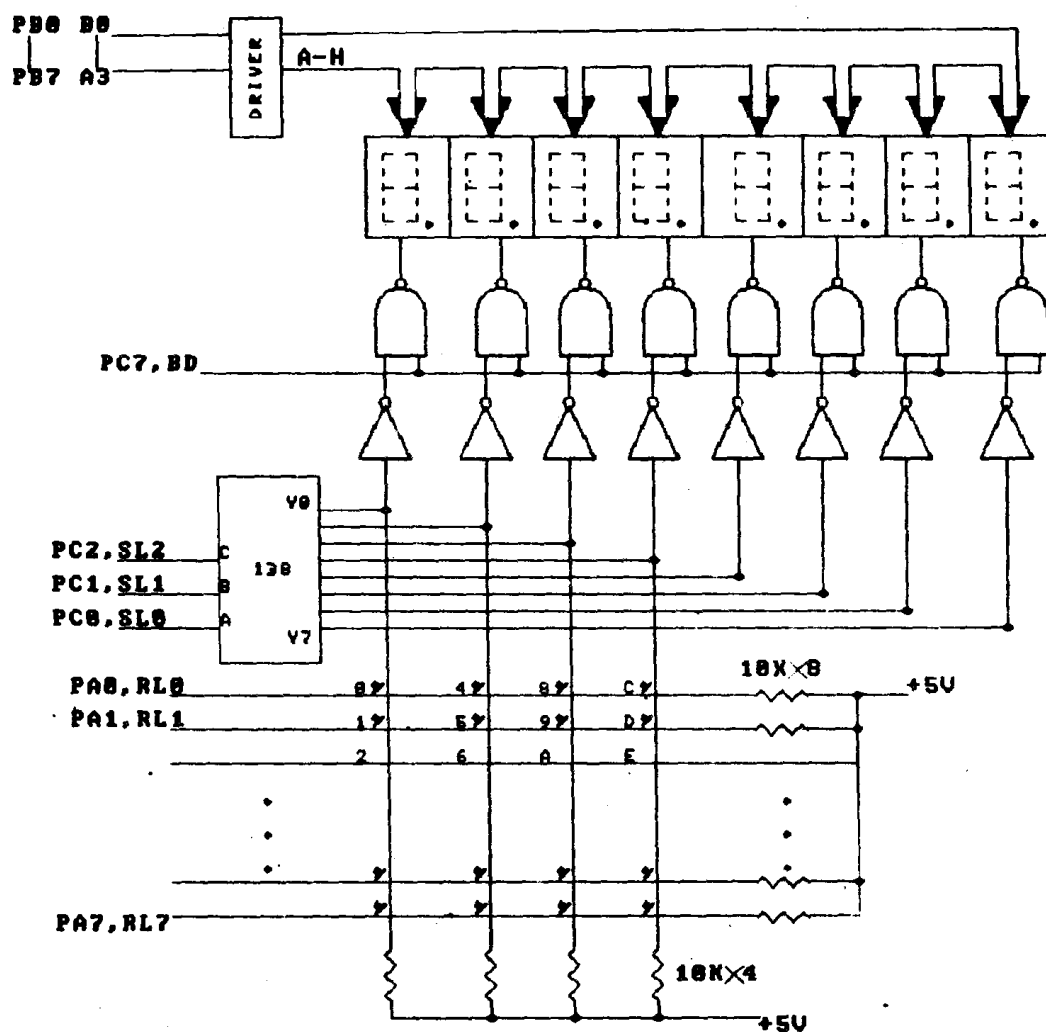 PB0 B0
PB7 A3
DRIVER
A-H
PC7,BD
Y0
PC2,SL2 C
138
PC1,SL1 B
PC0,SL0 A
Y7
10K×8
PA0,RL0 0 4 8 C +5V
PA1,RL1 1 5 9 D
2 6 A E
PA7,RL7
10K×4
+5V